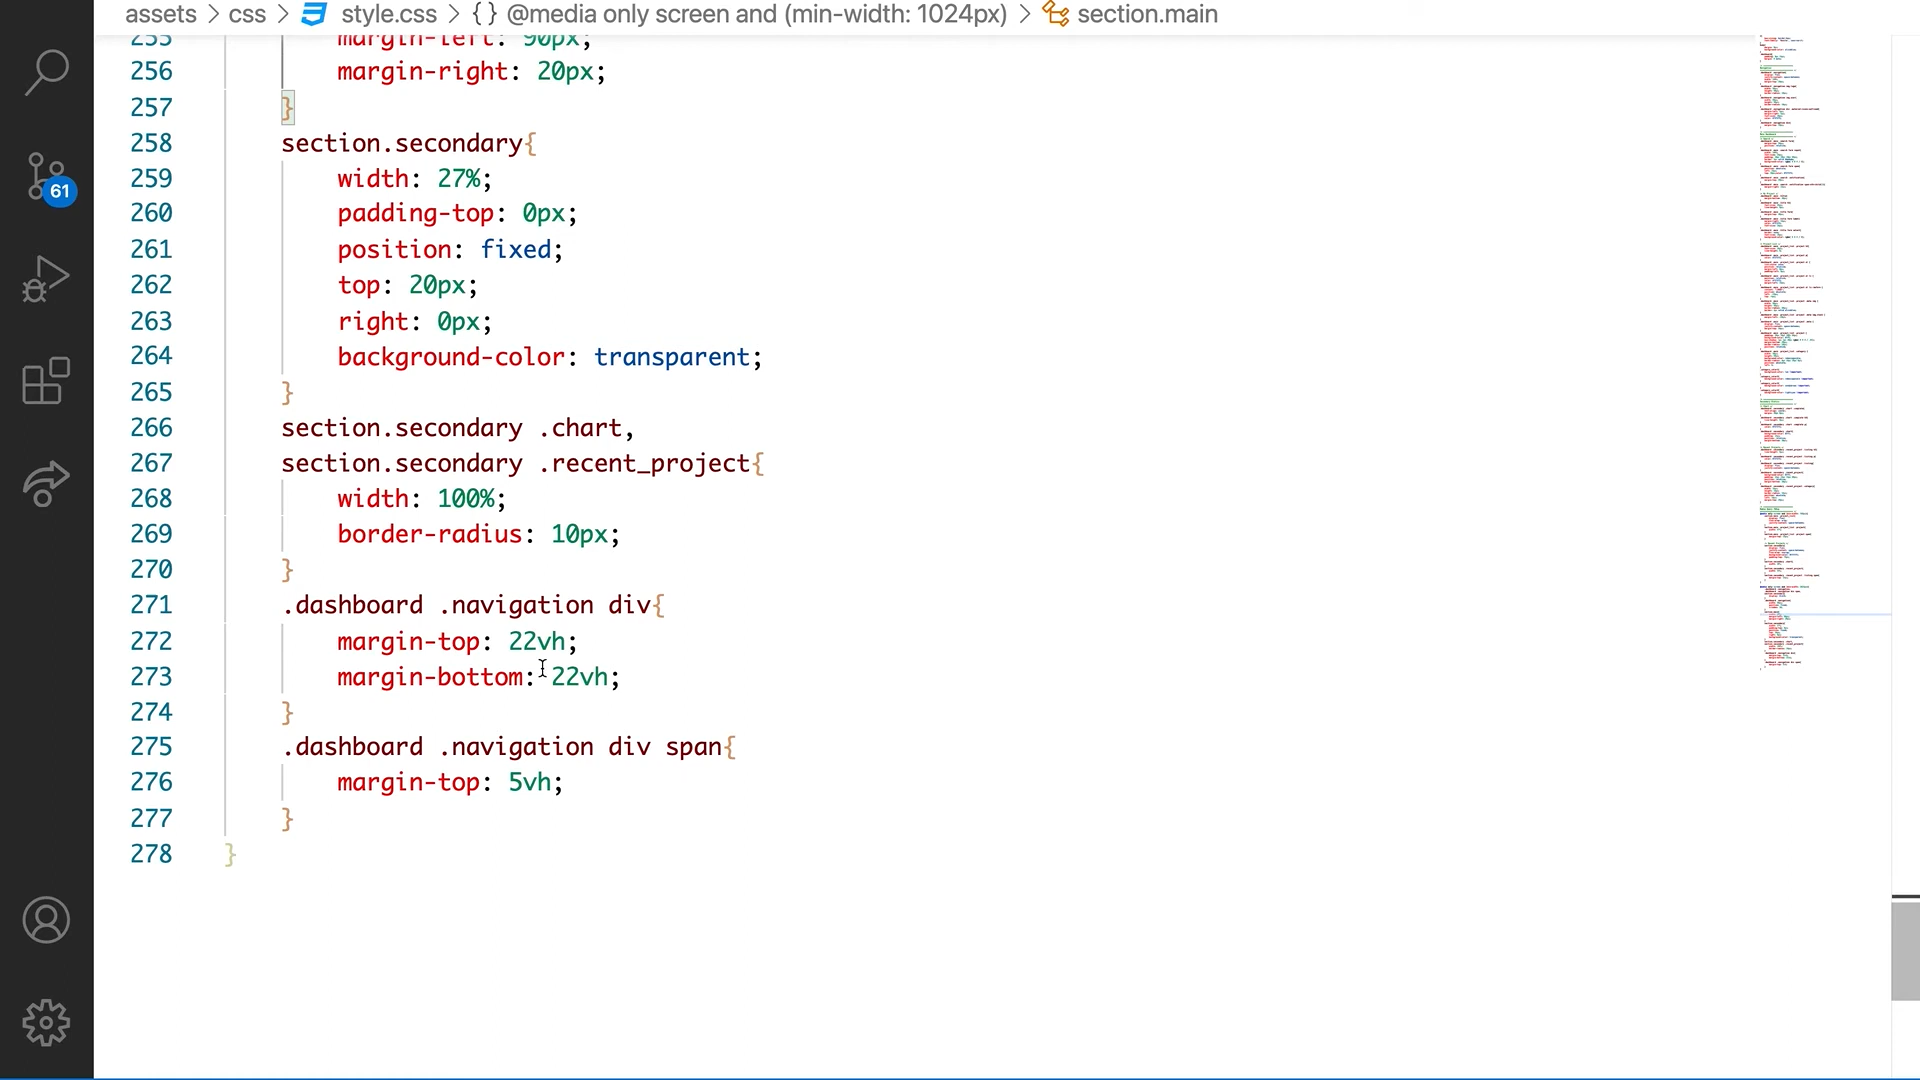 assets > css > style.css > {} @media only screen and (min-width: 1024px) > section.main
255 margin-left: 90px;
256 margin-right: 20px;
257 }
258 section.secondary{
259 width: 27%;
260 padding-top: 0px;
261 position: fixed;
262 top: 20px;
263 right: 0px;
264 background-color: transparent;
265 }
266 section.secondary .chart,
267 section.secondary .recent_project{
268 width: 100%;
269 border-radius: 10px;
270 }
271 .dashboard .navigation div{
272 margin-top: 22vh;
273 margin-bottom: 22vh;
274 }
275 .dashboard .navigation div span{
276 margin-top: 5vh;
277 }
278 }
61